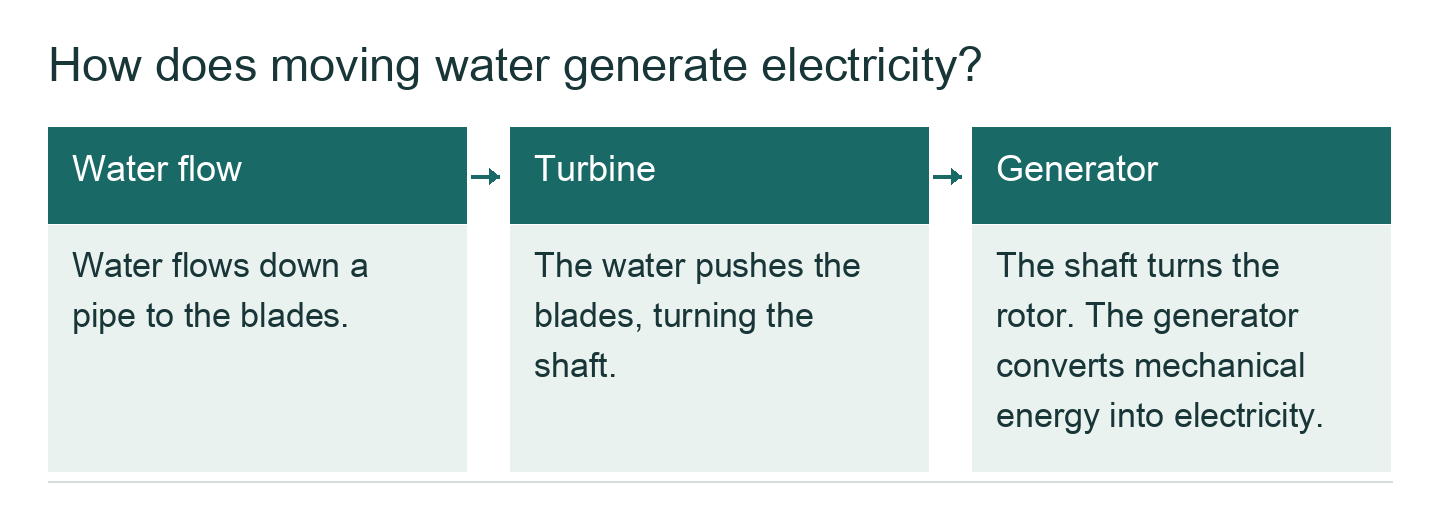 How does moving water generate electricity?
Water flow
Water flows down a
pipe to the blades.
Turbine
The water pushes the
blades, turning the
shaft.
Generator
The shaft turns the
rotor. The generator
converts mechanical
energy into electricity.